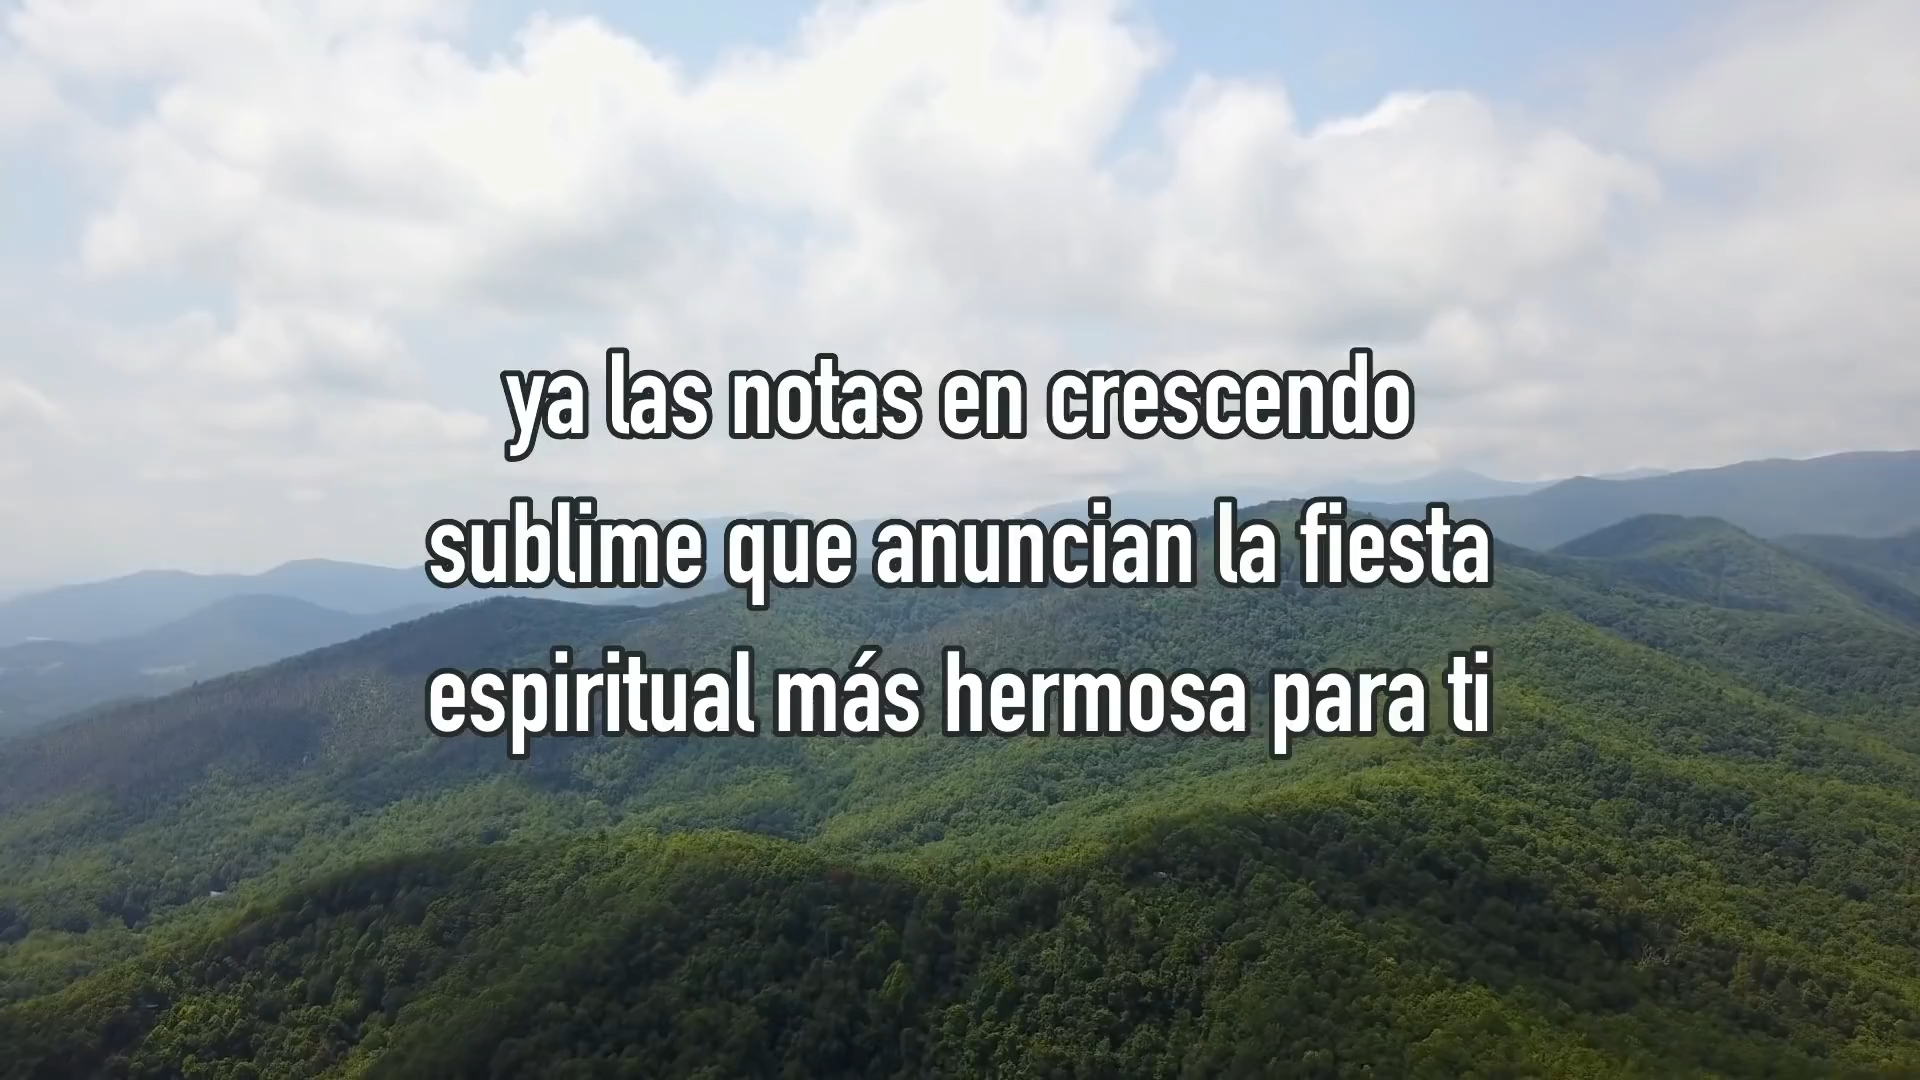 ya las notas en crescendo
sublime que anuncian la fiesta
espiritual más hermosa para ti